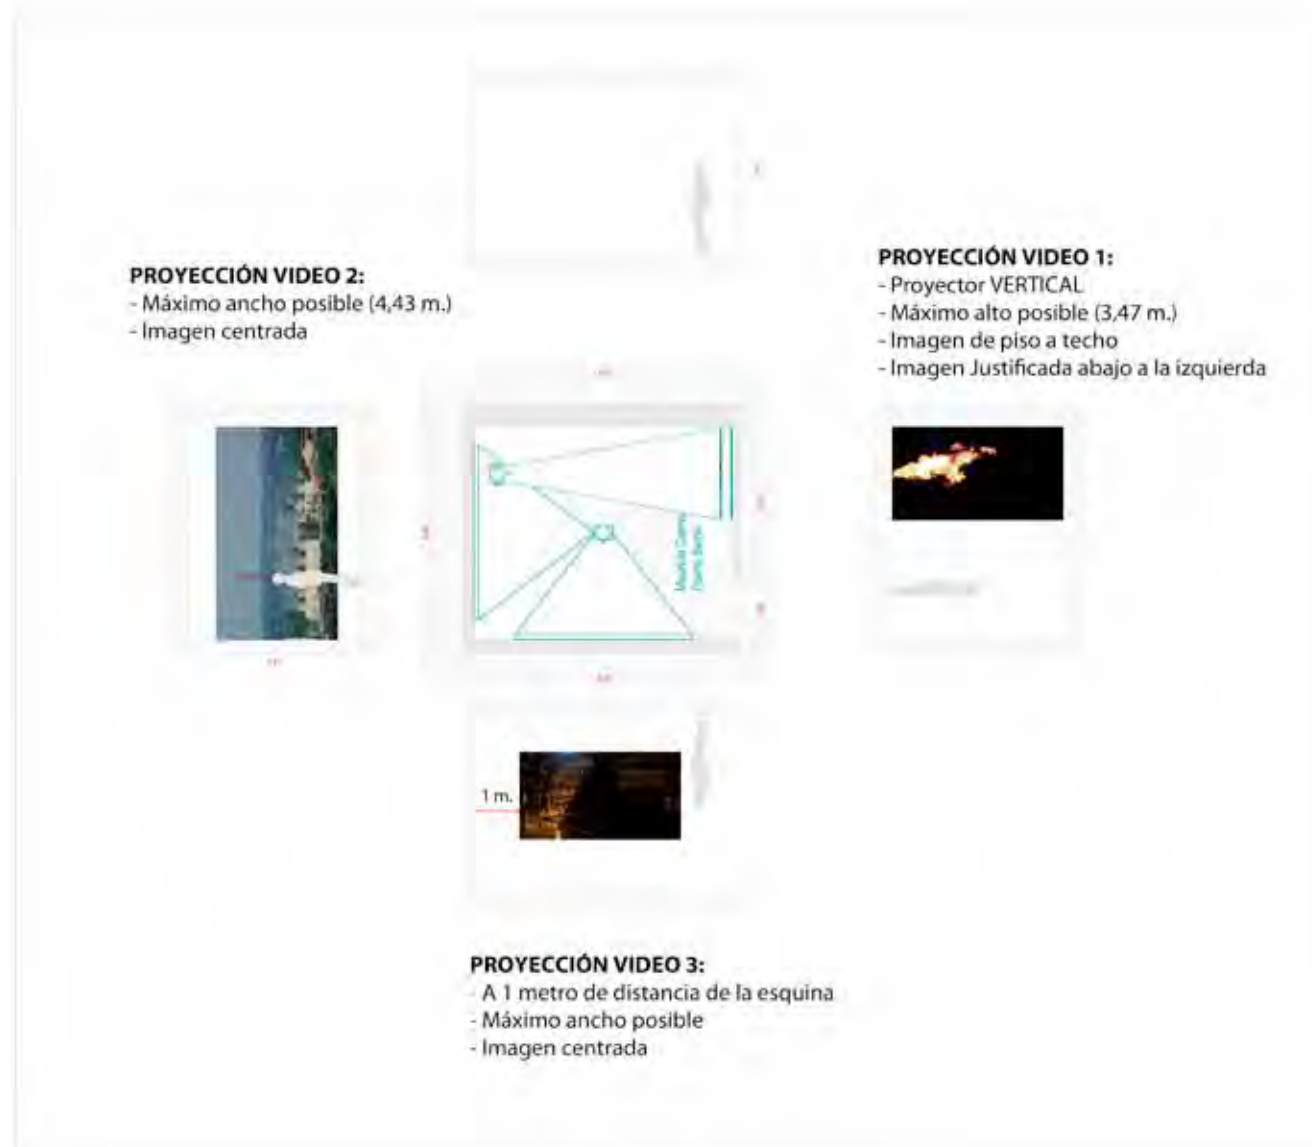 PROYECCIÓN VIDEO 2:
- Máximo ancho posible (4,43 m.)
- Imagen centrada
PROYECCIÓN VIDEO 1:
- Proyector VERTICAL
- Máximo alto posible (3,47 m.)
- Imagen de piso a techo
- Imagen Justificada abajo a la izquierda
1 m.
PROYECCIÓN VIDEO 3:
- A 1 metro de distancia de la esquina
- Máximo ancho posible
- Imagen centrada